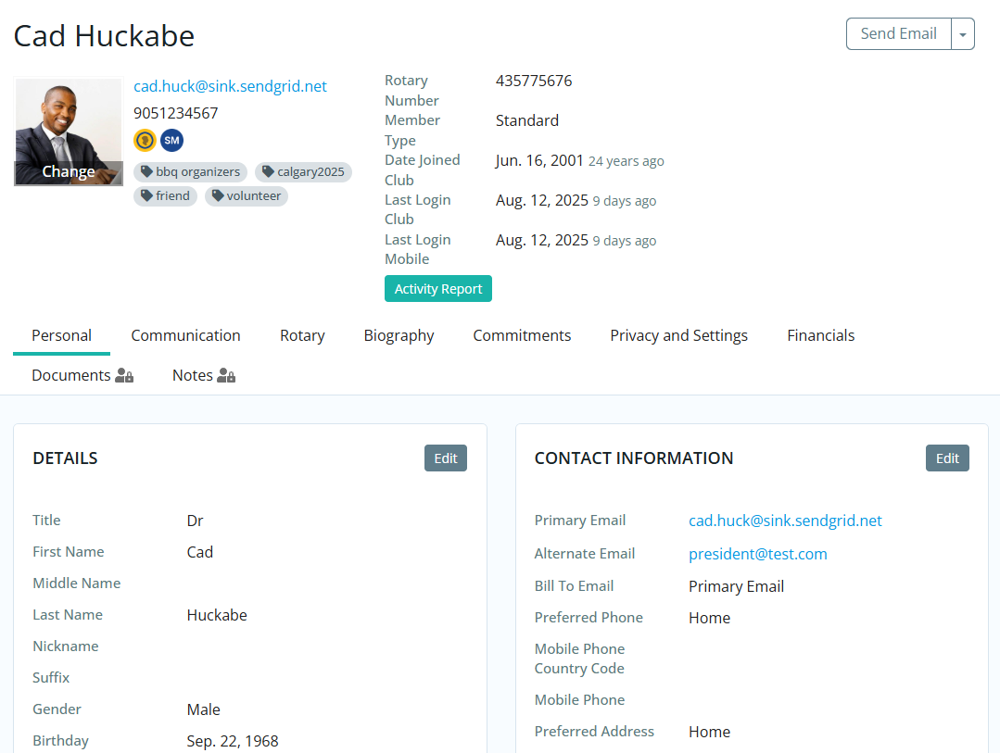 Cad Huckabe
Send Email
Change
cad.huck@sink.sendgrid.net
9051234567
SM
bbq organizers
calgary2025
friend
volunteer
Rotary Number
435775676
Member Type
Standard
Date Joined Club
Jun. 16, 2001 24 years ago
Last Login Club
Aug. 12, 2025 9 days ago
Last Login Mobile
Aug. 12, 2025 9 days ago
Activity Report
Personal
Communication
Rotary
Biography
Commitments
Privacy and Settings
Financials
Documents
Notes
DETAILS
Edit
Title
Dr
First Name
Cad
Middle Name
Last Name
Huckabe
Nickname
Suffix
Gender
Male
Birthday
Sep. 22, 1968
CONTACT INFORMATION
Edit
Primary Email
cad.huck@sink.sendgrid.net
Alternate Email
president@test.com
Bill To Email
Primary Email
Preferred Phone
Home
Mobile Phone
Country Code
Mobile Phone
Preferred Address
Home